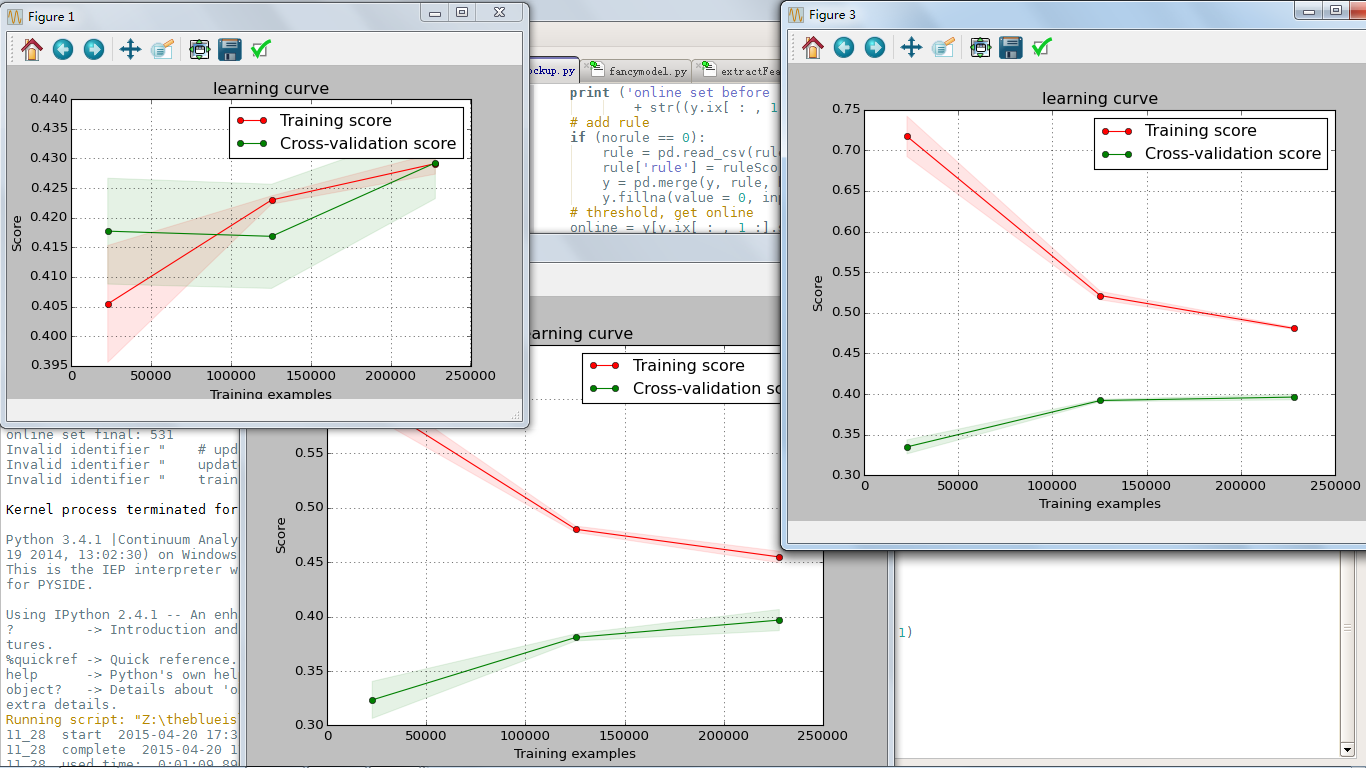 Figure 1
learning curve
Training score
Cross-validation score
0.440
0.435
0.430
0.425
0.420
0.415
0.410
0.405
0.400
0.395
Score
0 50000 100000 150000 200000 250000
Training examples
ockup.py fancymodel.py extractFea
print ('online set before
+ str((y.ix[ : , 1
# add rule
if (norule == 0):
rule = pd.read_csv(rul
rule['rule'] = ruleSco
y = pd.merge(y, rule,
y.fillna(value = 0, in
# threshold, get online
online = y[y.ix[ : , 1 :].
Figure 3
learning curve
Training score
Cross-validation score
0.75
0.70
0.65
0.60
0.55
0.50
0.45
0.40
0.35
0.30
Score
0 50000 100000 150000 200000 250000
Training examples
earning curve
Training score
Cross-validation sc
0.55
0.50
0.45
0.40
0.35
0.30
Score
0 50000 100000 150000 200000 250000
Training examples
1)
online set final: 531
Invalid identifier " # upd
Invalid identifier " updat
Invalid identifier " train
Kernel process terminated for
Python 3.4.1 |Continuum Analy
19 2014, 13:02:30) on Windows
This is the IEP interpreter w
for PYSIDE.
Using IPython 2.4.1 -- An enh
? -> Introduction and
tures.
%quickref -> Quick reference.
help -> Python's own hel
object? -> Details about 'o
extra details.
Running script: "Z:\theblueis
11_28 start 2015-04-20 17:3
11_28 complete 2015-04-20 1
11_28 used time: 0:01:09.89